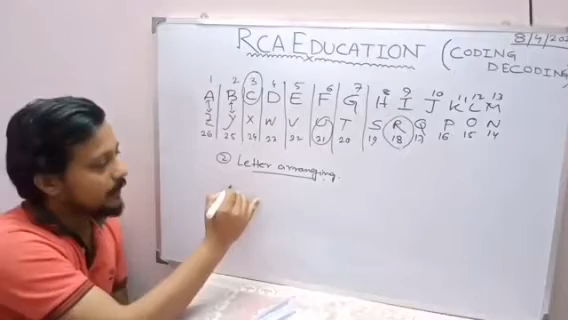 8/4/202
RCA EDUCATION (CODING DECODING)
1 2 3 4 5 6 7 8 9 10 11 12 13
A B C D E F G H I J K L M
Z Y X W V U T S R Q P O N
26 25 24 23 22 21 20 19 18 17 16 15 14
② Letter arranging.